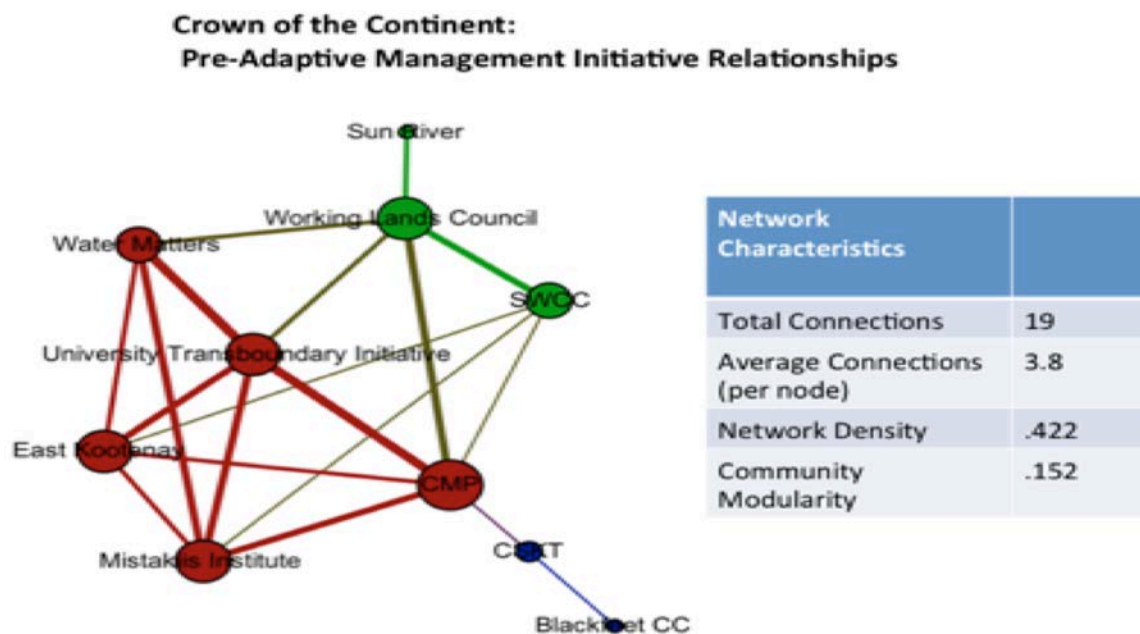 Crown of the Continent:
Pre-Adaptive Management Initiative Relationships
Sun River
Working Lands Council
Water Matters
SWCC
University Transboundary Initiative
East Kootenay
CMP
Mistakiis Institute
CSKT
Blackfeet CC
Network
Characteristics
Total Connections 19
Average Connections 3.8
(per node)
Network Density .422
Community .152
Modularity